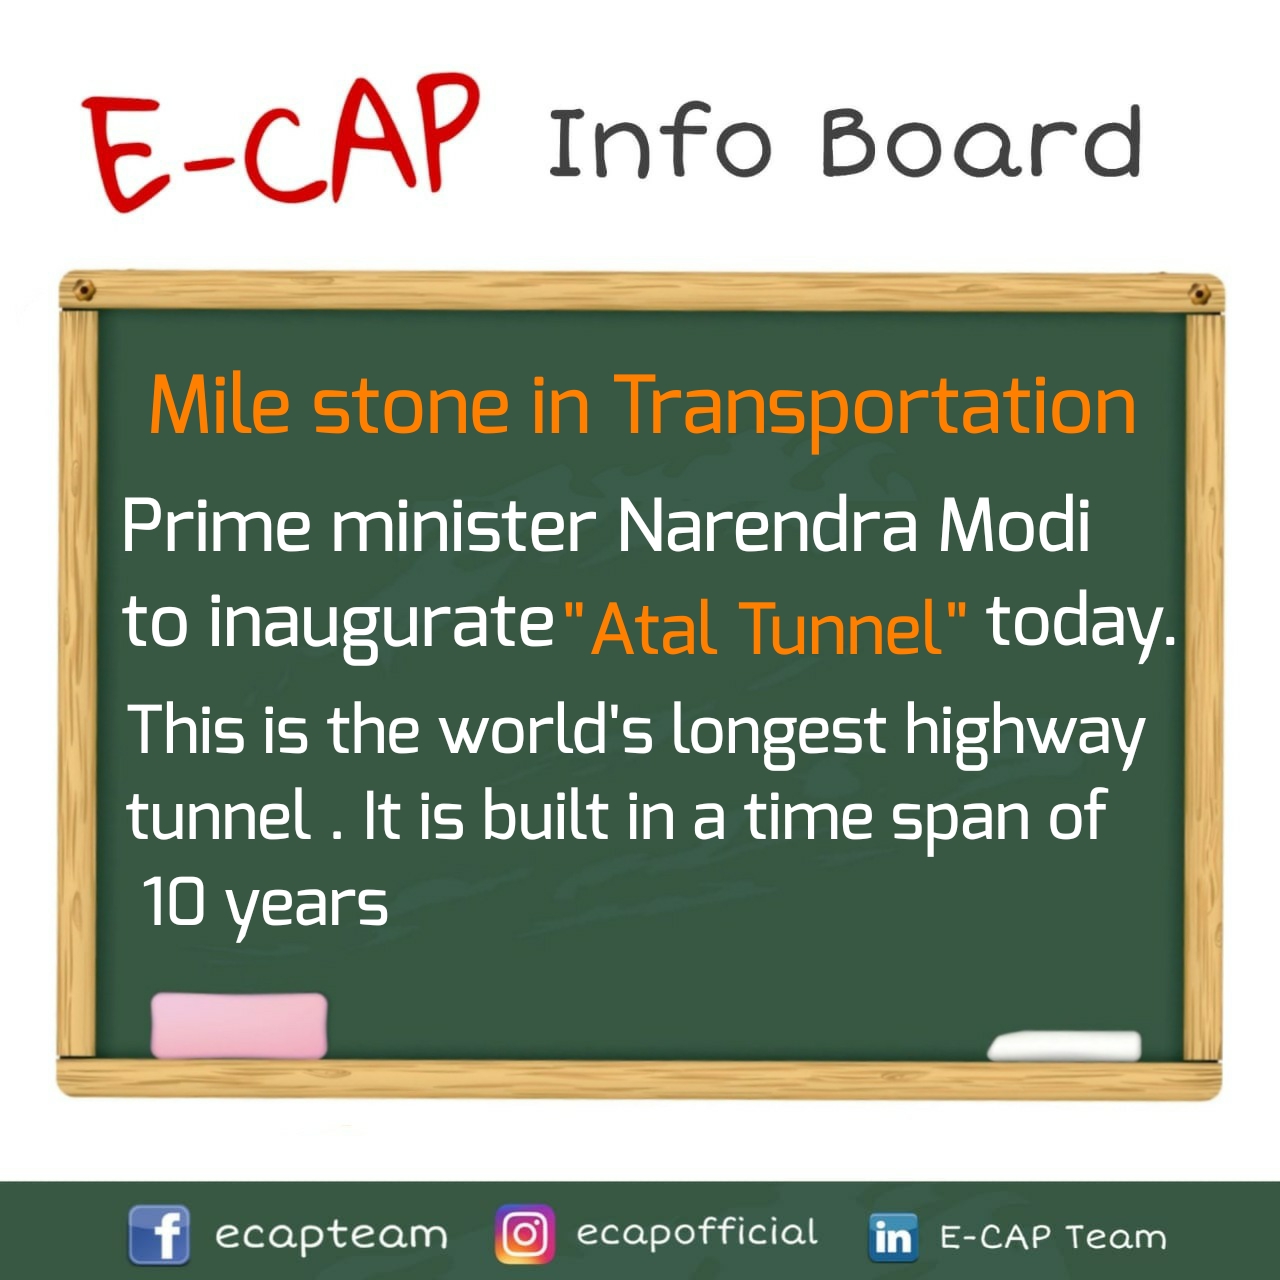 E-CAP Info Board
Mile stone in Transportation
Prime minister Narendra Modi
to inaugurate "Atal Tunnel" today.
This is the world's longest highway
tunnel . It is built in a time span of
10 years
ecapteam ecapofficial in E-CAP Team